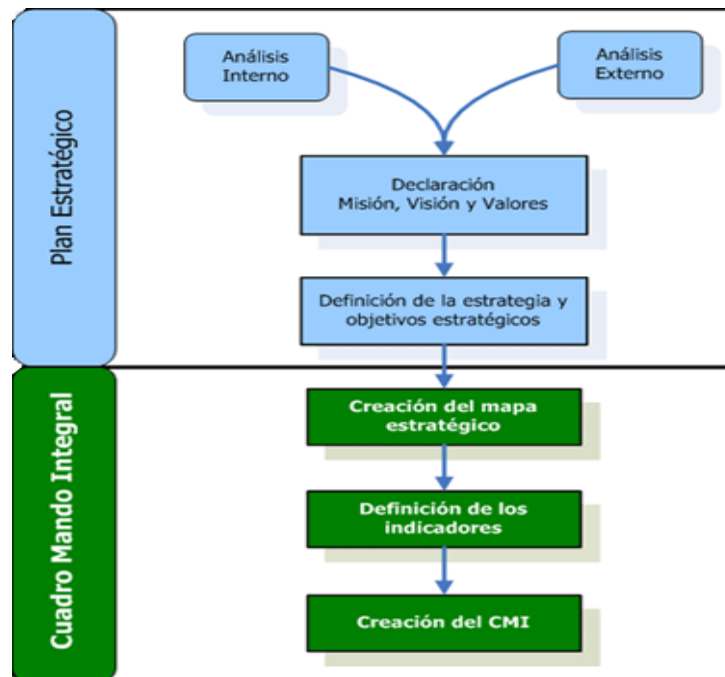 Plan Estratégico
Análisis
Interno
Análisis
Externo
Declaración
Misión, Visión y Valores
Definición de la estrategia y
objetivos estratégicos
Cuadro Mando Integral
Creación del mapa
estratégico
Definición de los
indicadores
Creación del CMI